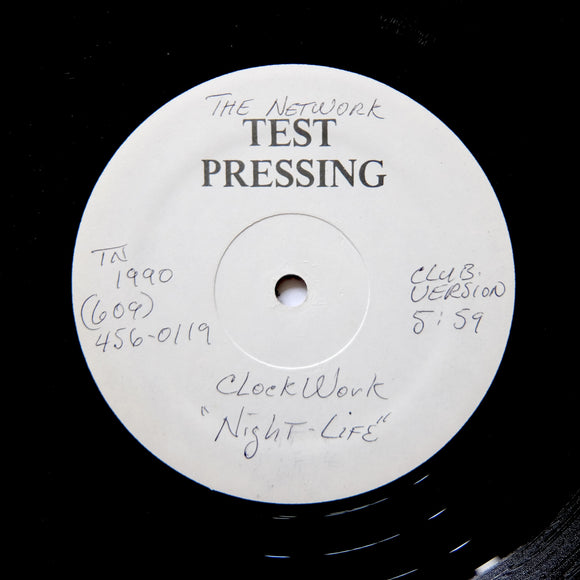 THE NETWORK
TEST
PRESSING
TN
1990
(609)
456-0119
CLUB.
VERSION
5:59
CLockWork
"NighT-LiFE"